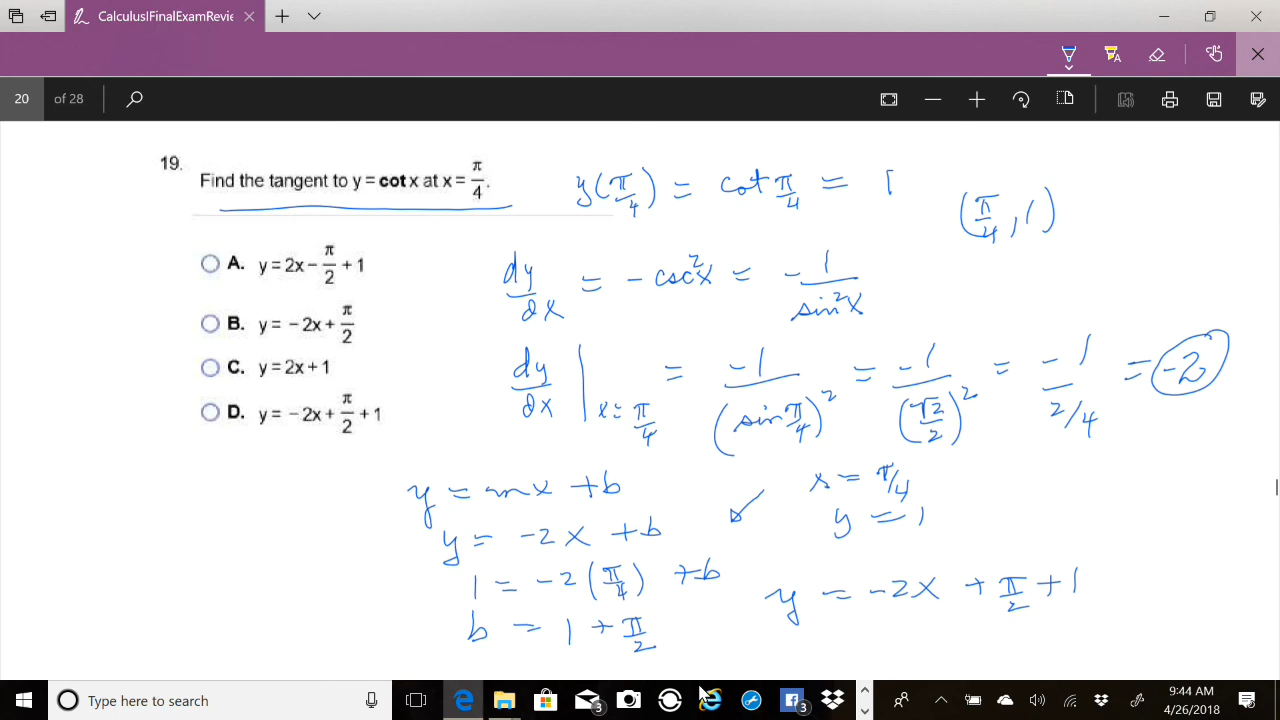 CalculusIFinalExamRevie
20 of 28
19. Find the tangent to y = cot x at x = π/4.
y(π/4) = cot π/4 = 1
(π/4, 1)
A. y = 2x − π/2 + 1
B. y = − 2x + π/2
C. y = 2x + 1
D. y = − 2x + π/2 + 1
dy/dx = - csc²x = - 1/sin²x
dy/dx | x = π/4 = -1/(sin π/4)² = -1/(√2/2)² = -1/2/4 = -2
y = mx + b
x = π/4
y = 1
y = -2x + b
1 = -2(π/4) + b
y = -2x + π/2 + 1
b = 1 + π/2
Type here to search
3
3
9:44 AM
4/26/2018